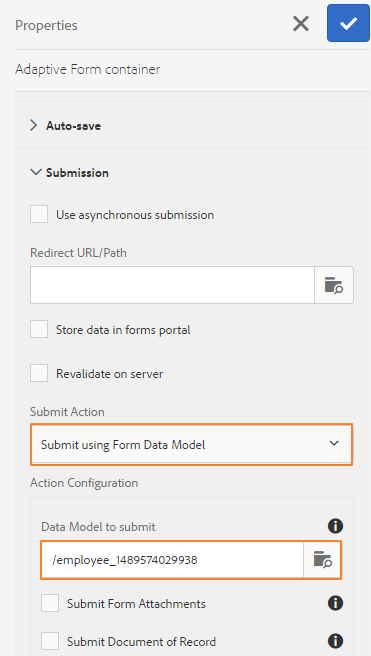 Properties
Adaptive Form container
Auto-save
Submission
Use asynchronous submission
Redirect URL/Path
Store data in forms portal
Revalidate on server
Submit Action
Submit using Form Data Model
Action Configuration
Data Model to submit
/employee_1489574029938
Submit Form Attachments
Submit Document of Record